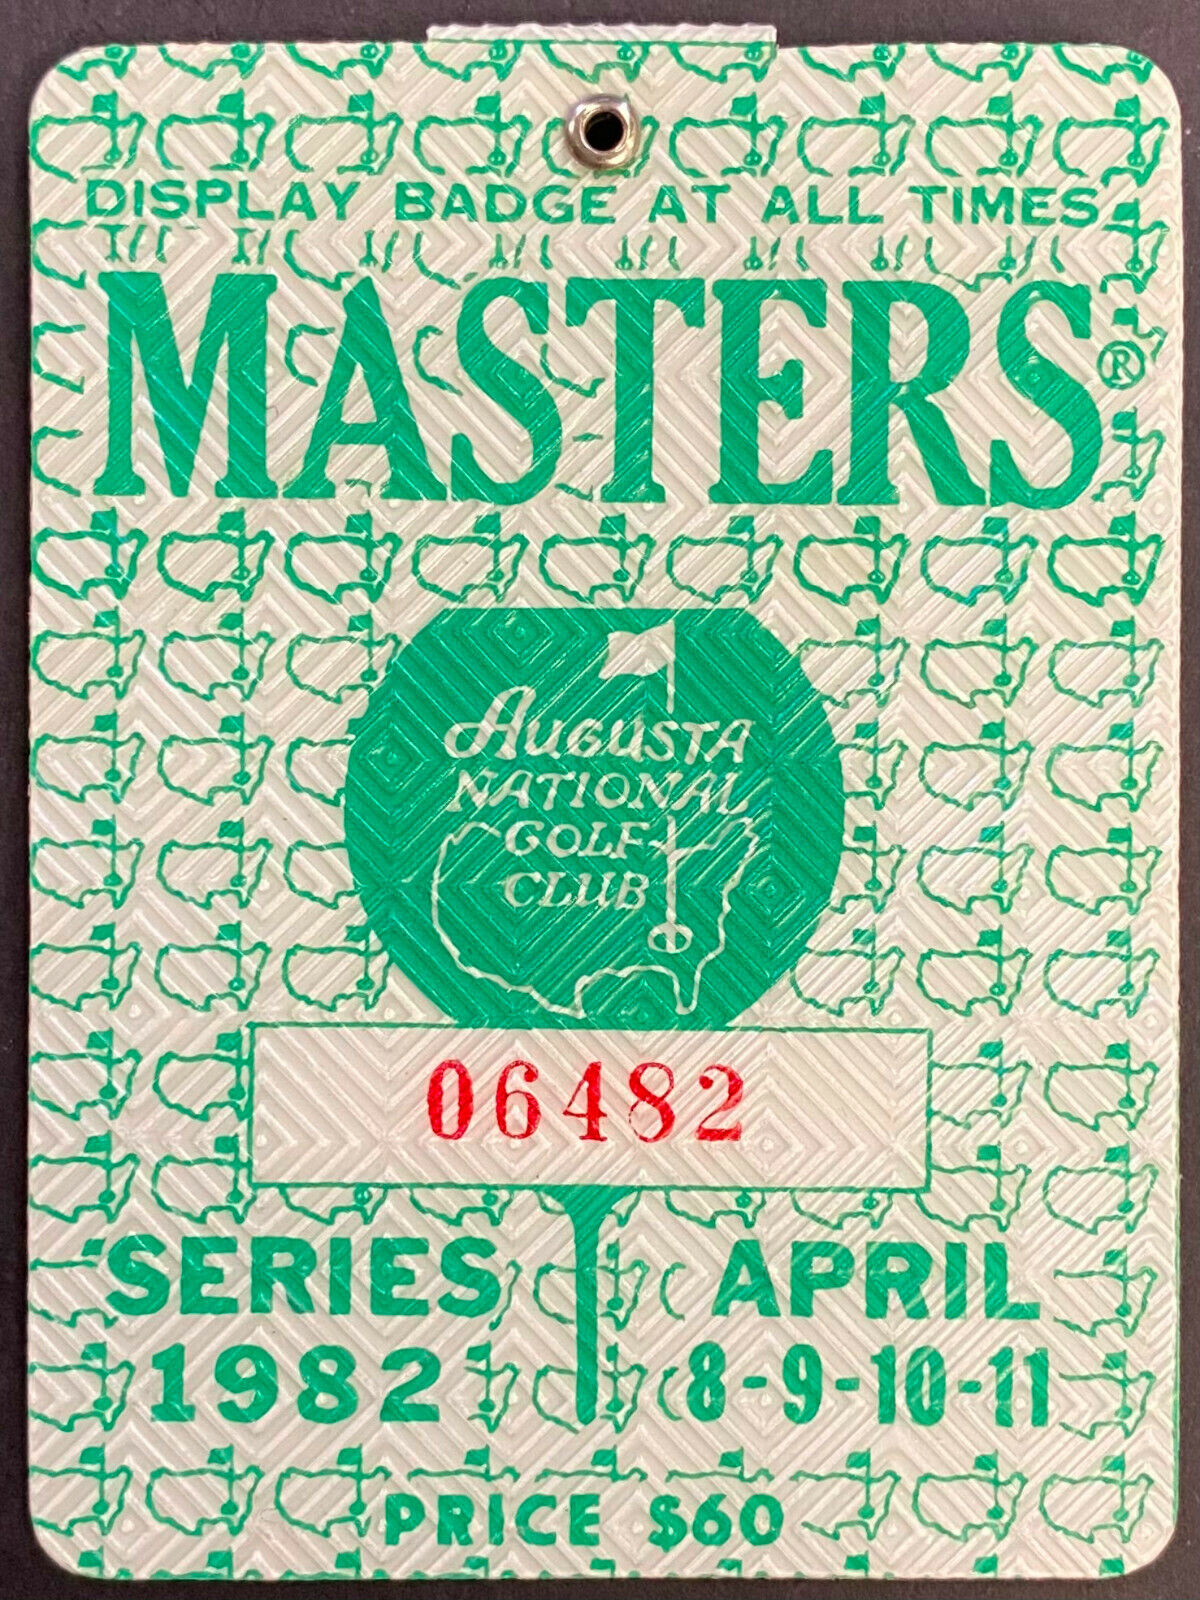 DISPLAY BADGE AT ALL TIMES
MASTERS®
AUGUSTA
NATIONAL
GOLF
CLUB
06482
SERIES
1982
APRIL
8-9-10-11
PRICE $60